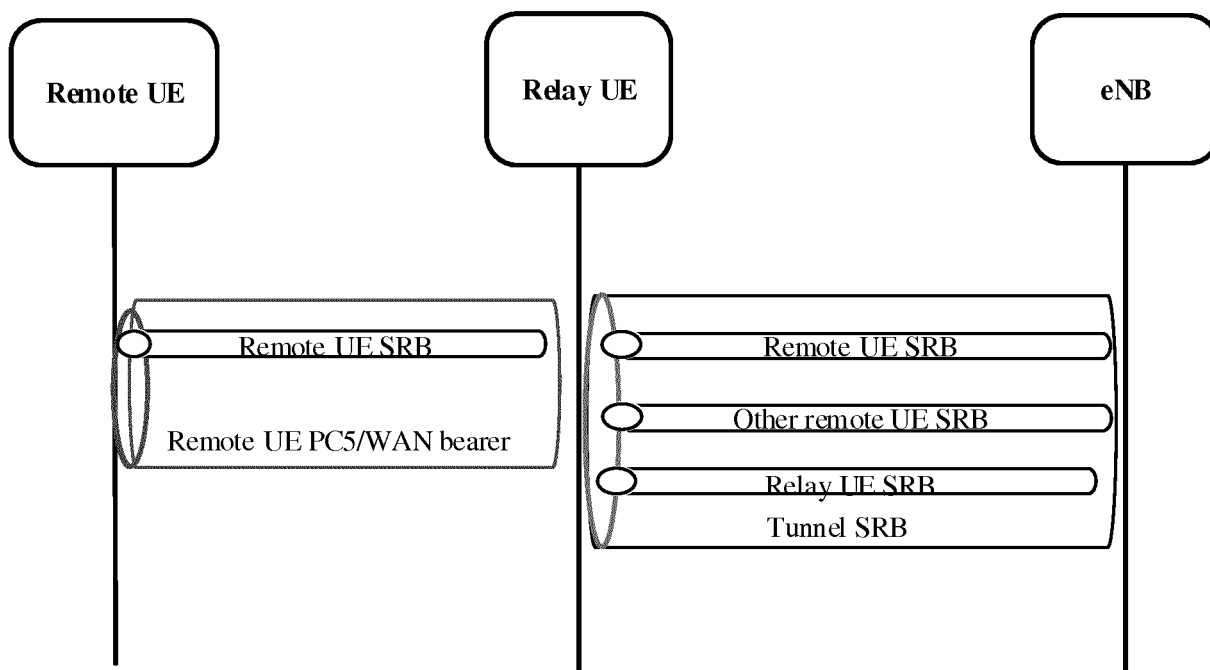 Remote UE
Relay UE
eNB
Remote UE SRB
Remote UE SRB
Other remote UE SRB
Remote UE PC5/WAN bearer
Relay UE SRB
Tunnel SRB